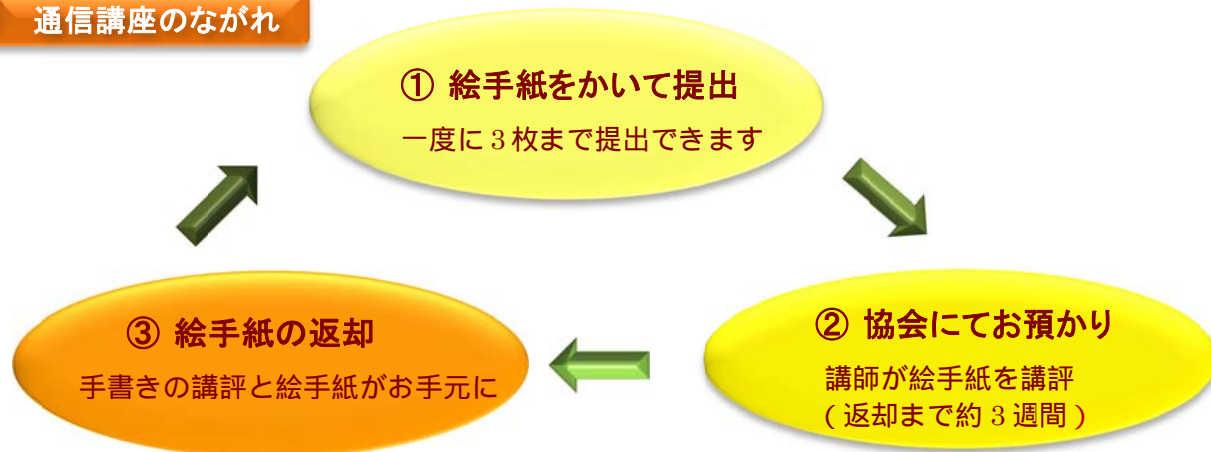 通信講座のながれ
① 絵手紙をかいて提出
一度に３枚まで提出できます
② 協会にてお預かり
講師が絵手紙を講評
（返却まで約３週間）
③ 絵手紙の返却
手書きの講評と絵手紙がお手元に